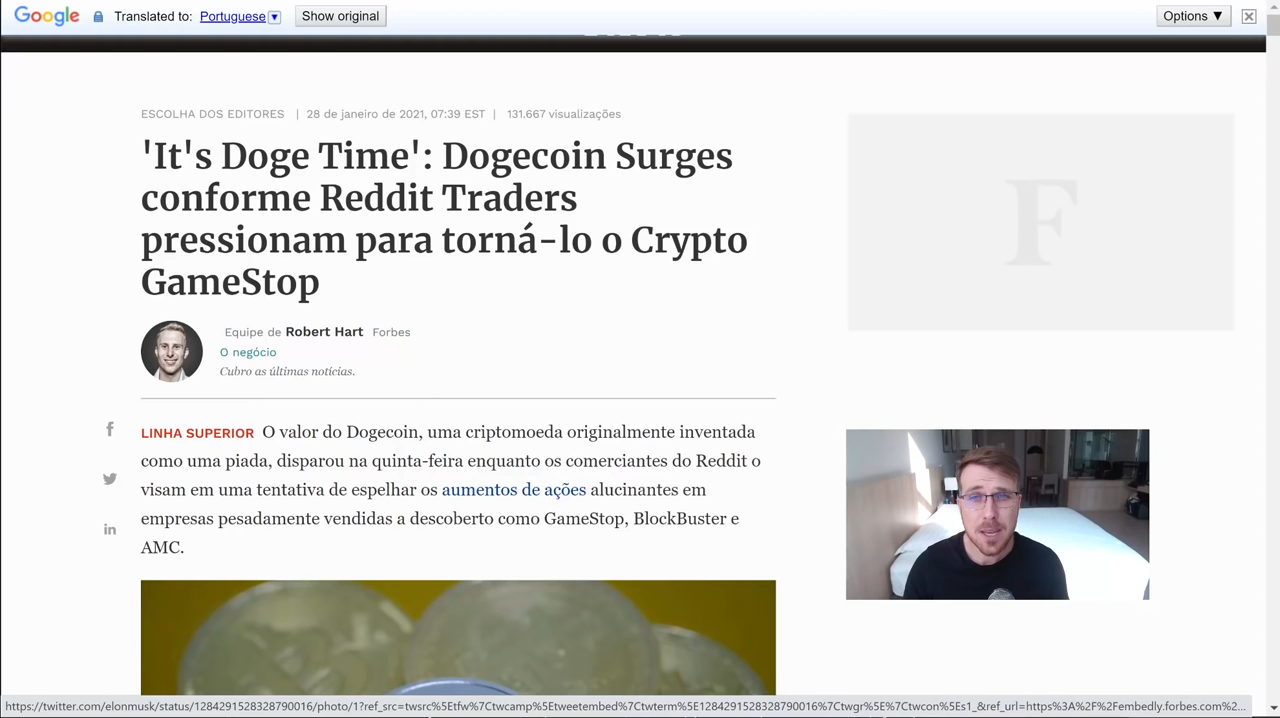 Google Translated to: Portuguese ▼ Show original Options ▼
ESCOLHA DOS EDITORES | 28 de janeiro de 2021, 07:39 EST | 131.667 visualizações
'It's Doge Time': Dogecoin Surges
conforme Reddit Traders
pressionam para torná-lo o Crypto
GameStop
Equipe de Robert Hart Forbes
O negócio
Cubro as últimas notícias.
LINHA SUPERIOR O valor do Dogecoin, uma criptomoeda originalmente inventada
como uma piada, disparou na quinta-feira enquanto os comerciantes do Reddit o
visam em uma tentativa de espelhar os aumentos de ações alucinantes em
empresas pesadamente vendidas a descoberto como GameStop, BlockBuster e
AMC.
F
https://twitter.com/elonmusk/status/1284291528328790016/photo/1?ref_src=twsrc%5Etfw%7Ctwcamp%5Etweetembed%7Ctwterm%5E1284291528328790016%7Ctwgr%5E%7Ctwcon%5Es1_&ref_url=https%3A%2F%2Fembedly.forbes.com%2...